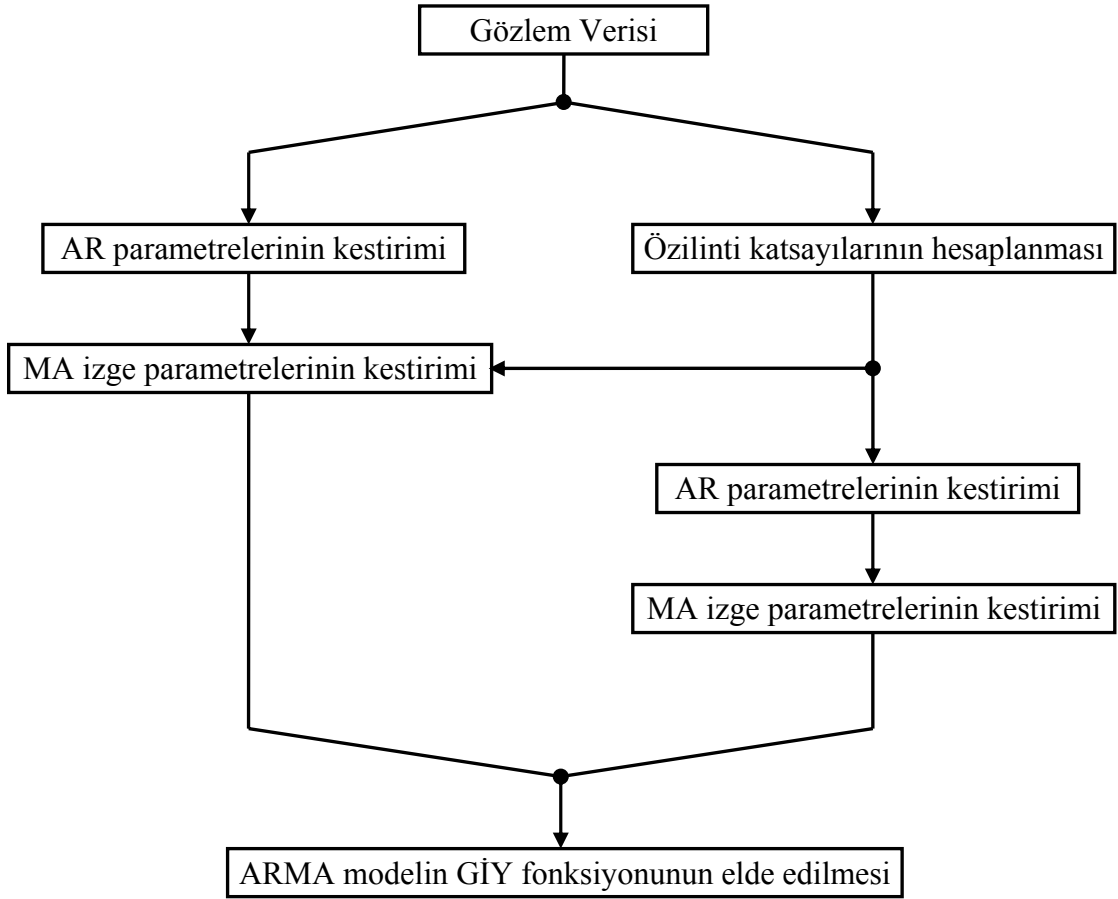 Gözlem Verisi
AR parametrelerinin kestirimi
Özilinti katsayılarının hesaplanması
MA izge parametrelerinin kestirimi
AR parametrelerinin kestirimi
MA izge parametrelerinin kestirimi
ARMA modelin GİY fonksiyonunun elde edilmesi